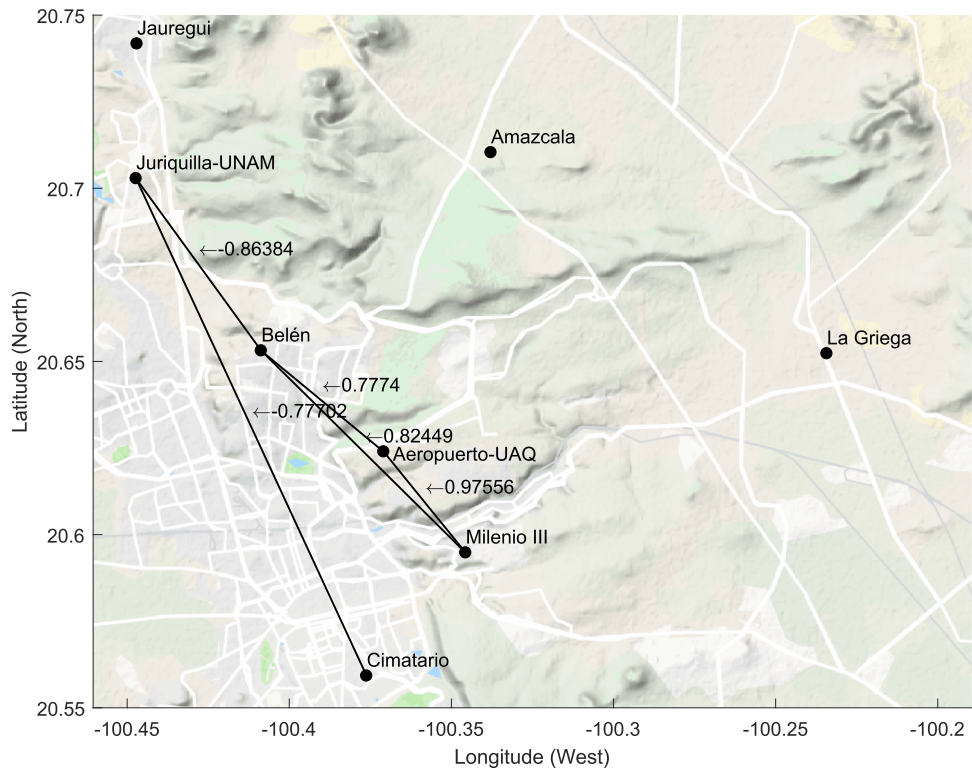 20.75
Jauregui
Amazcala
Juriquilla-UNAM
20.7
←-0.86384
Belén
La Griega
20.65
←0.7774
←-0.77702
←0.82449
Aeropuerto-UAQ
←0.97556
Milenio III
20.6
Cimatario
20.55
-100.45 -100.4 -100.35 -100.3 -100.25 -100.2
Longitude (West)
Latitude (North)